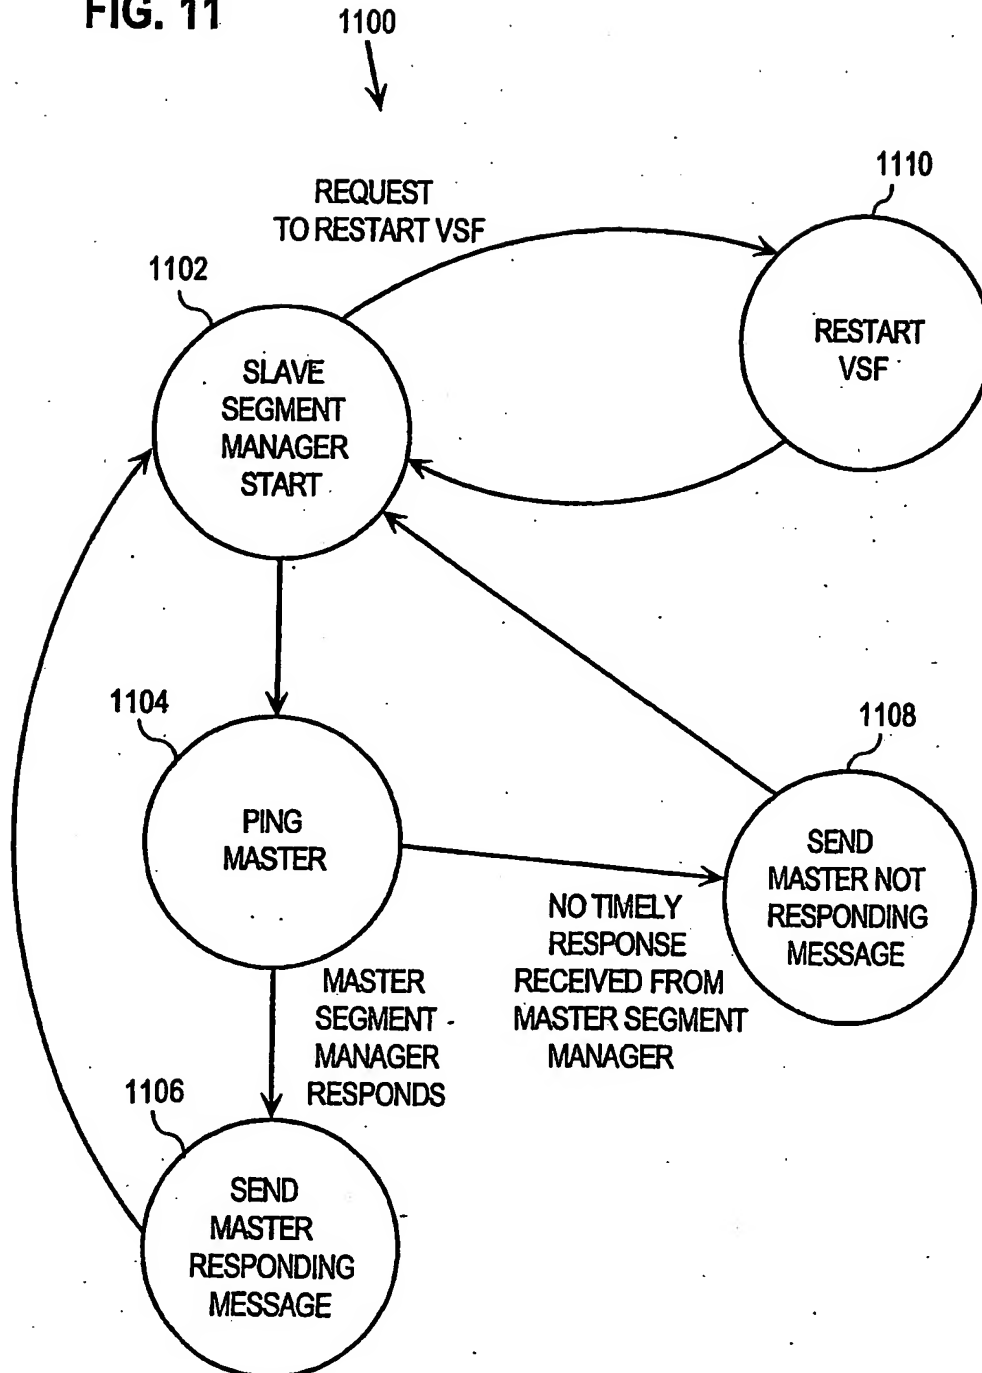 FIG. 11
1100
1110
REQUEST
TO RESTART VSF
1102
RESTART
VSF
SLAVE
SEGMENT
MANAGER
START
1104
1108
PING
MASTER
SEND
MASTER NOT
RESPONDING
MESSAGE
NO TIMELY
RESPONSE
RECEIVED FROM
MASTER SEGMENT
MANAGER
MASTER
SEGMENT
MANAGER
RESPONDS
1106
SEND
MASTER
RESPONDING
MESSAGE